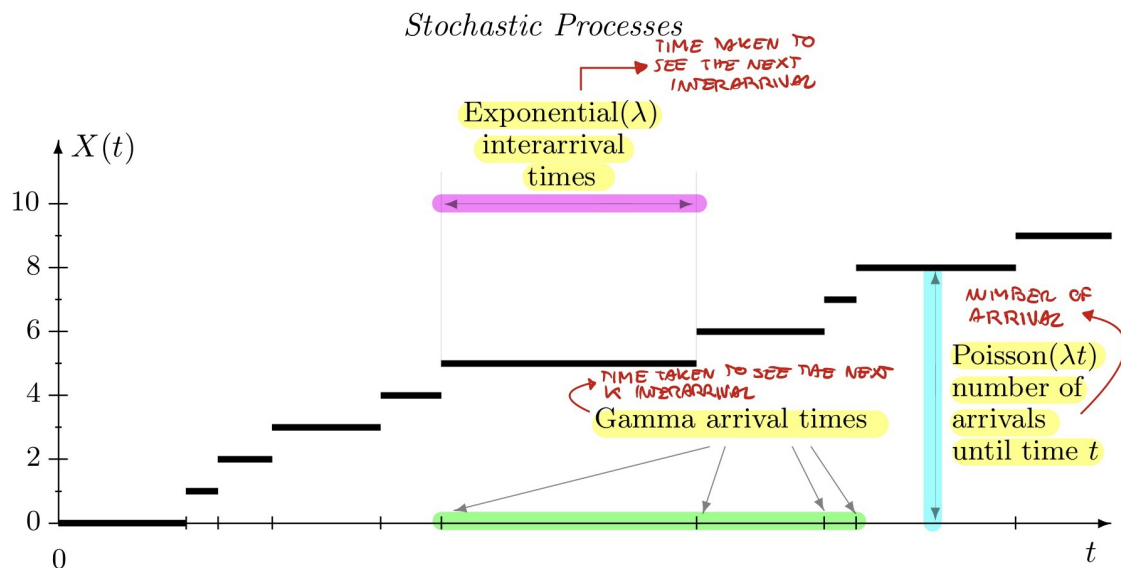 Stochastic Processes
TIME TAKEN TO
SEE THE NEXT
INTERARRIVAL
Exponential(λ)
interarrival
times
X(t)
10
8
6
4
2
0
NUMBER OF
ARRIVAL
Poisson(λt)
number of
arrivals
until time t
TIME TAKEN TO SEE THE NEXT
K INTERARRIVAL
Gamma arrival times
0
t